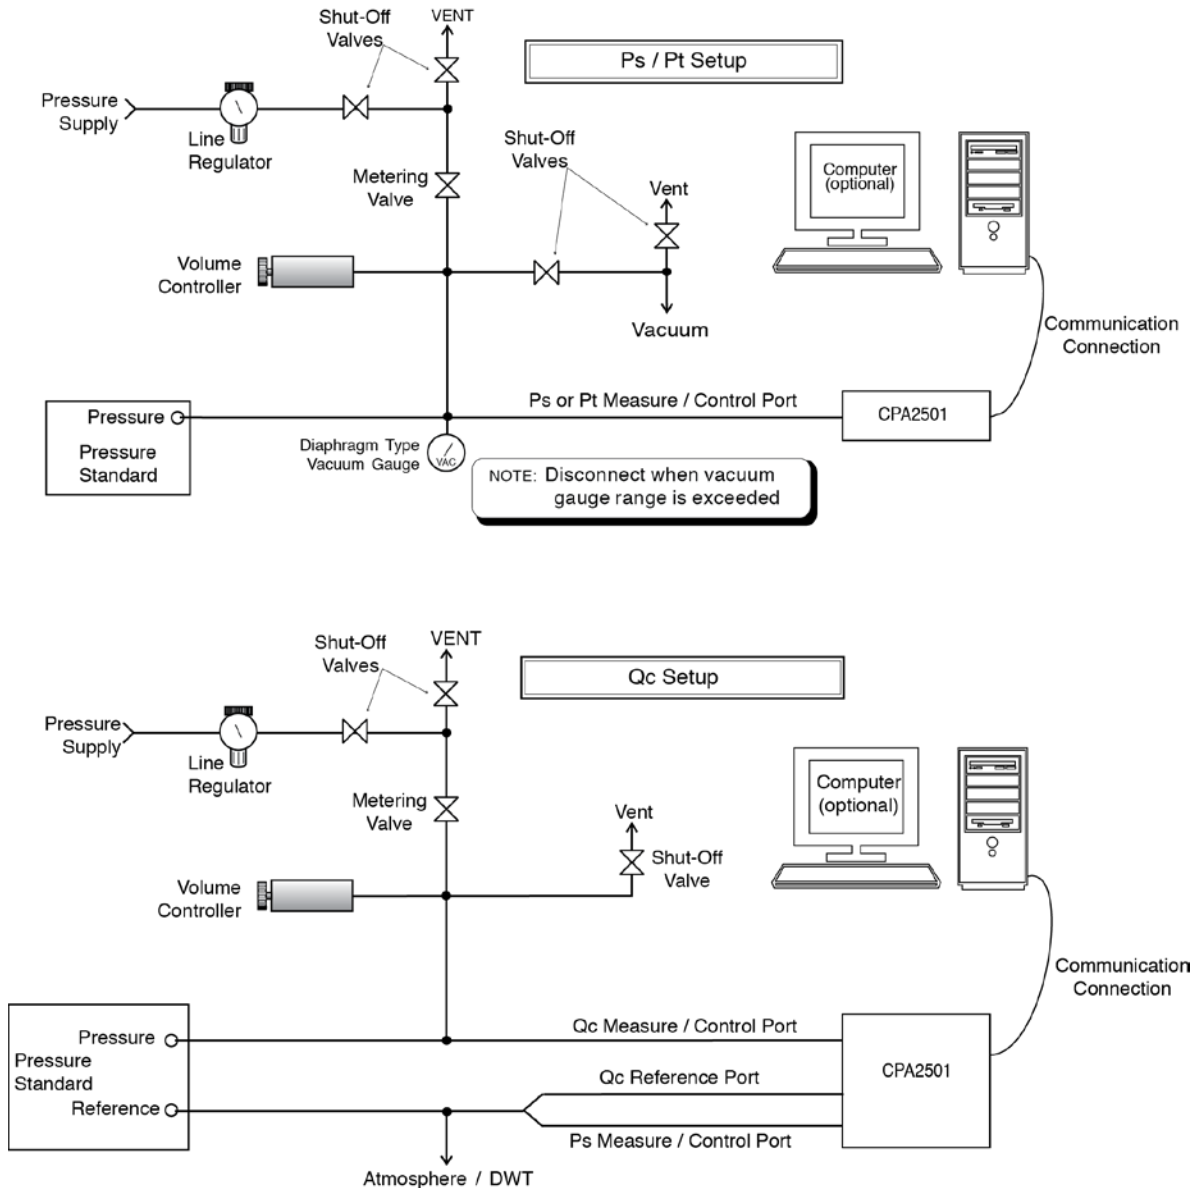 Shut-Off
Valves
VENT
Ps / Pt Setup
Pressure
Supply
Line
Regulator
Shut-Off
Valves
Metering
Valve
Vent
Computer
(optional)
Volume
Controller
Vacuum
Communication
Connection
Ps or Pt Measure / Control Port
CPA2501
Pressure
Pressure
Standard
Diaphragm Type
Vacuum Gauge
VAC
NOTE: Disconnect when vacuum
gauge range is exceeded
Shut-Off
Valves
VENT
Qc Setup
Pressure
Supply
Line
Regulator
Metering
Valve
Vent
Shut-Off
Valve
Computer
(optional)
Volume
Controller
Communication
Connection
Pressure
Pressure
Standard
Reference
Qc Measure / Control Port
Qc Reference Port
Ps Measure / Control Port
CPA2501
Atmosphere / DWT